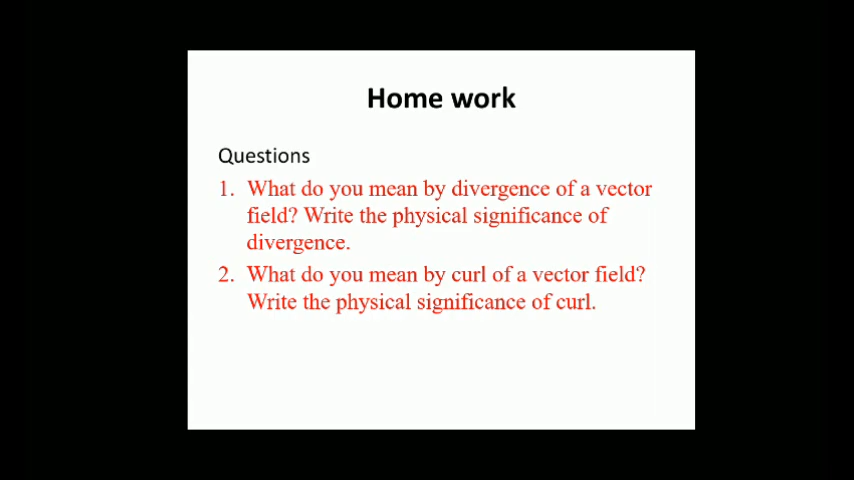 Home work
Questions
1. What do you mean by divergence of a vector
field? Write the physical significance of
divergence.
2. What do you mean by curl of a vector field?
Write the physical significance of curl.